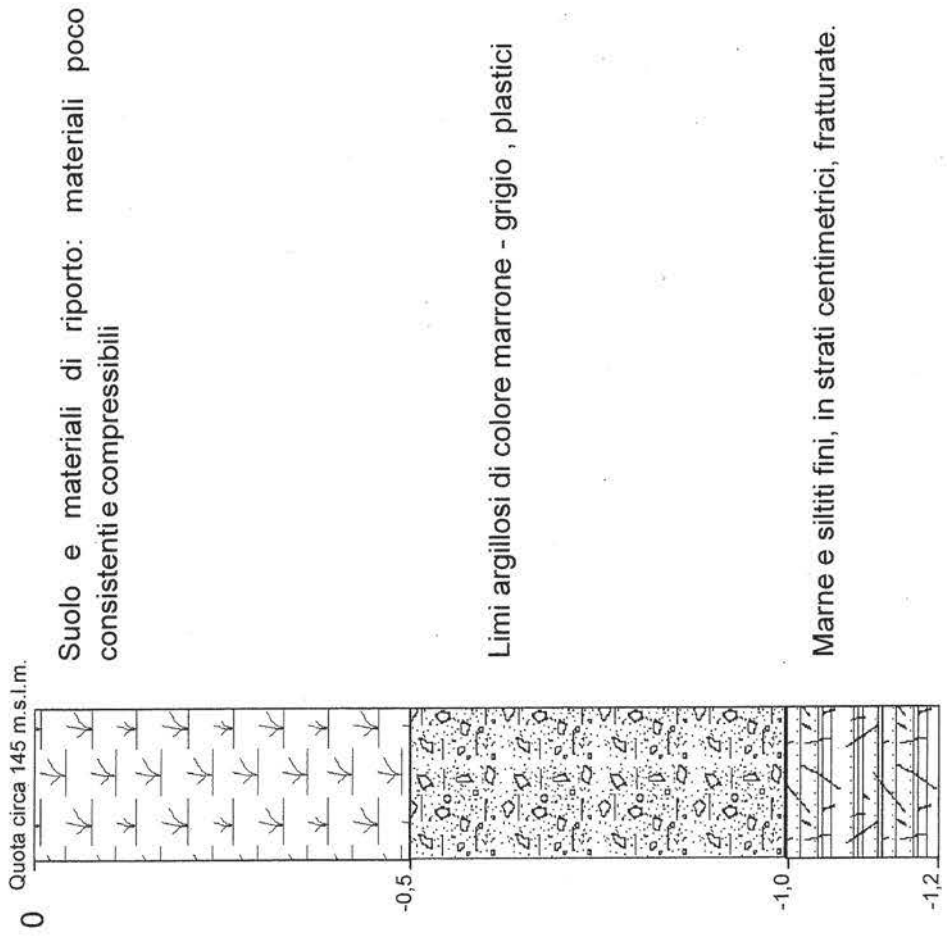 Quota circa 145 m.s.l.m.
0
Suolo e materiali di riporto: materiali poco
consistenti e compressibili
-0,5
Limi argillosi di colore marrone - grigio , plastici
-1,0
Marne e siltiti fini, in strati centimetrici, fratturate.
-1,2